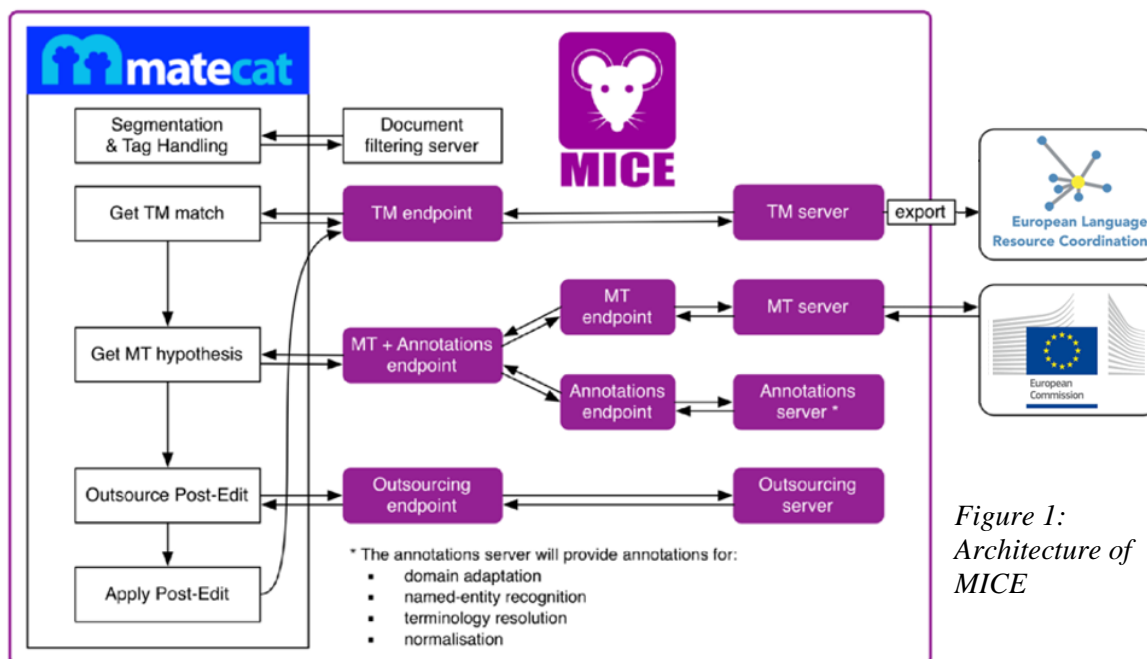 matecat
Segmentation
& Tag Handling
Document
filtering server
MICE
Get TM match
TM endpoint
TM server
export
European Language
Resource Coordination
Get MT hypothesis
MT + Annotations
endpoint
MT
endpoint
MT server
Annotations
endpoint
Annotations
server *
European
Commission
Outsource Post-Edit
Outsourcing
endpoint
Outsourcing
server
Apply Post-Edit
* The annotations server will provide annotations for:
▪ domain adaptation
▪ named-entity recognition
▪ terminology resolution
▪ normalisation
Figure 1:
Architecture of
MICE